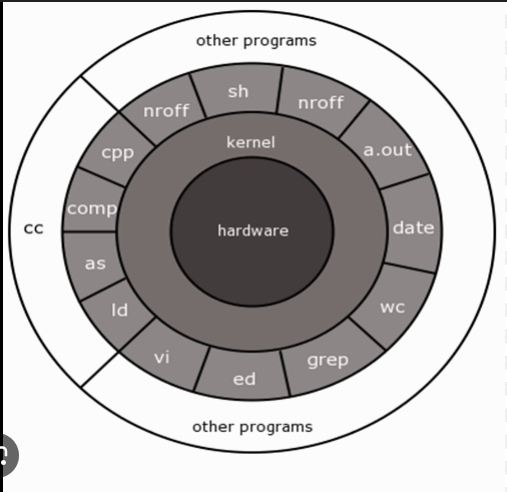 other programs
sh
nroff
nroff
kernel
a.out
cpp
comp
hardware
date
cc
as
ld
wc
vi
grep
ed
other programs